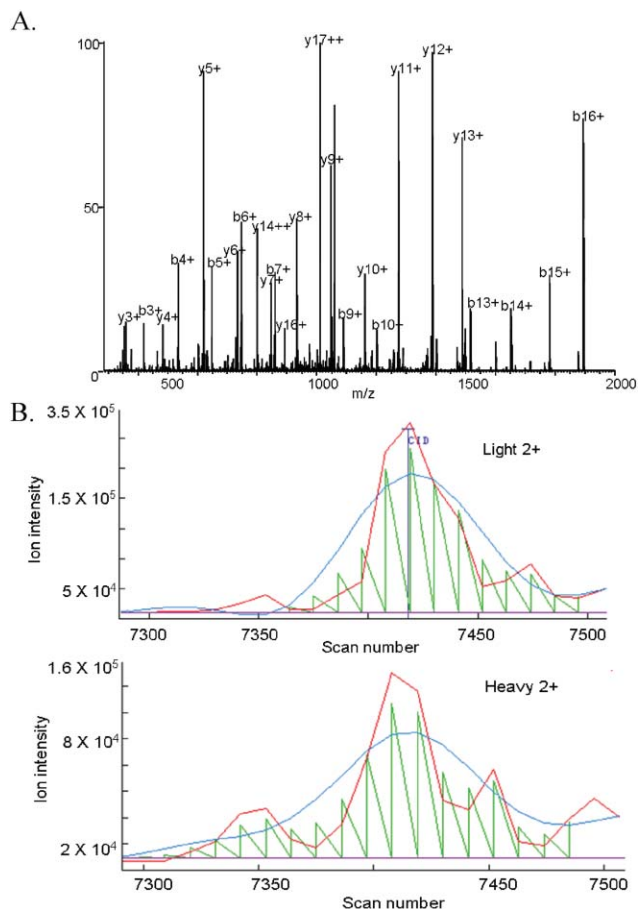 A.
100
50
0
y17++
y12+
y5+
y11+
b16+
y13+
y9+
b6+
y14++
y8+
y6+
b4+
b5+
b7+
y7+
y10+
b15+
y3+
b3+
y4+
y16+
b9+
b10+
b13+
b14+
500 1000 1500 2000
m/z
B.
3.5 X 10⁵
1.5 X 10⁵
5 X 10⁴
Ion intensity
CID
Light 2+
7300 7350 7450 7500
Scan number
1.6 X 10⁵
8 X 10⁴
2 X 10⁴
Ion intensity
Heavy 2+
7300 7350 7450 7500
Scan number